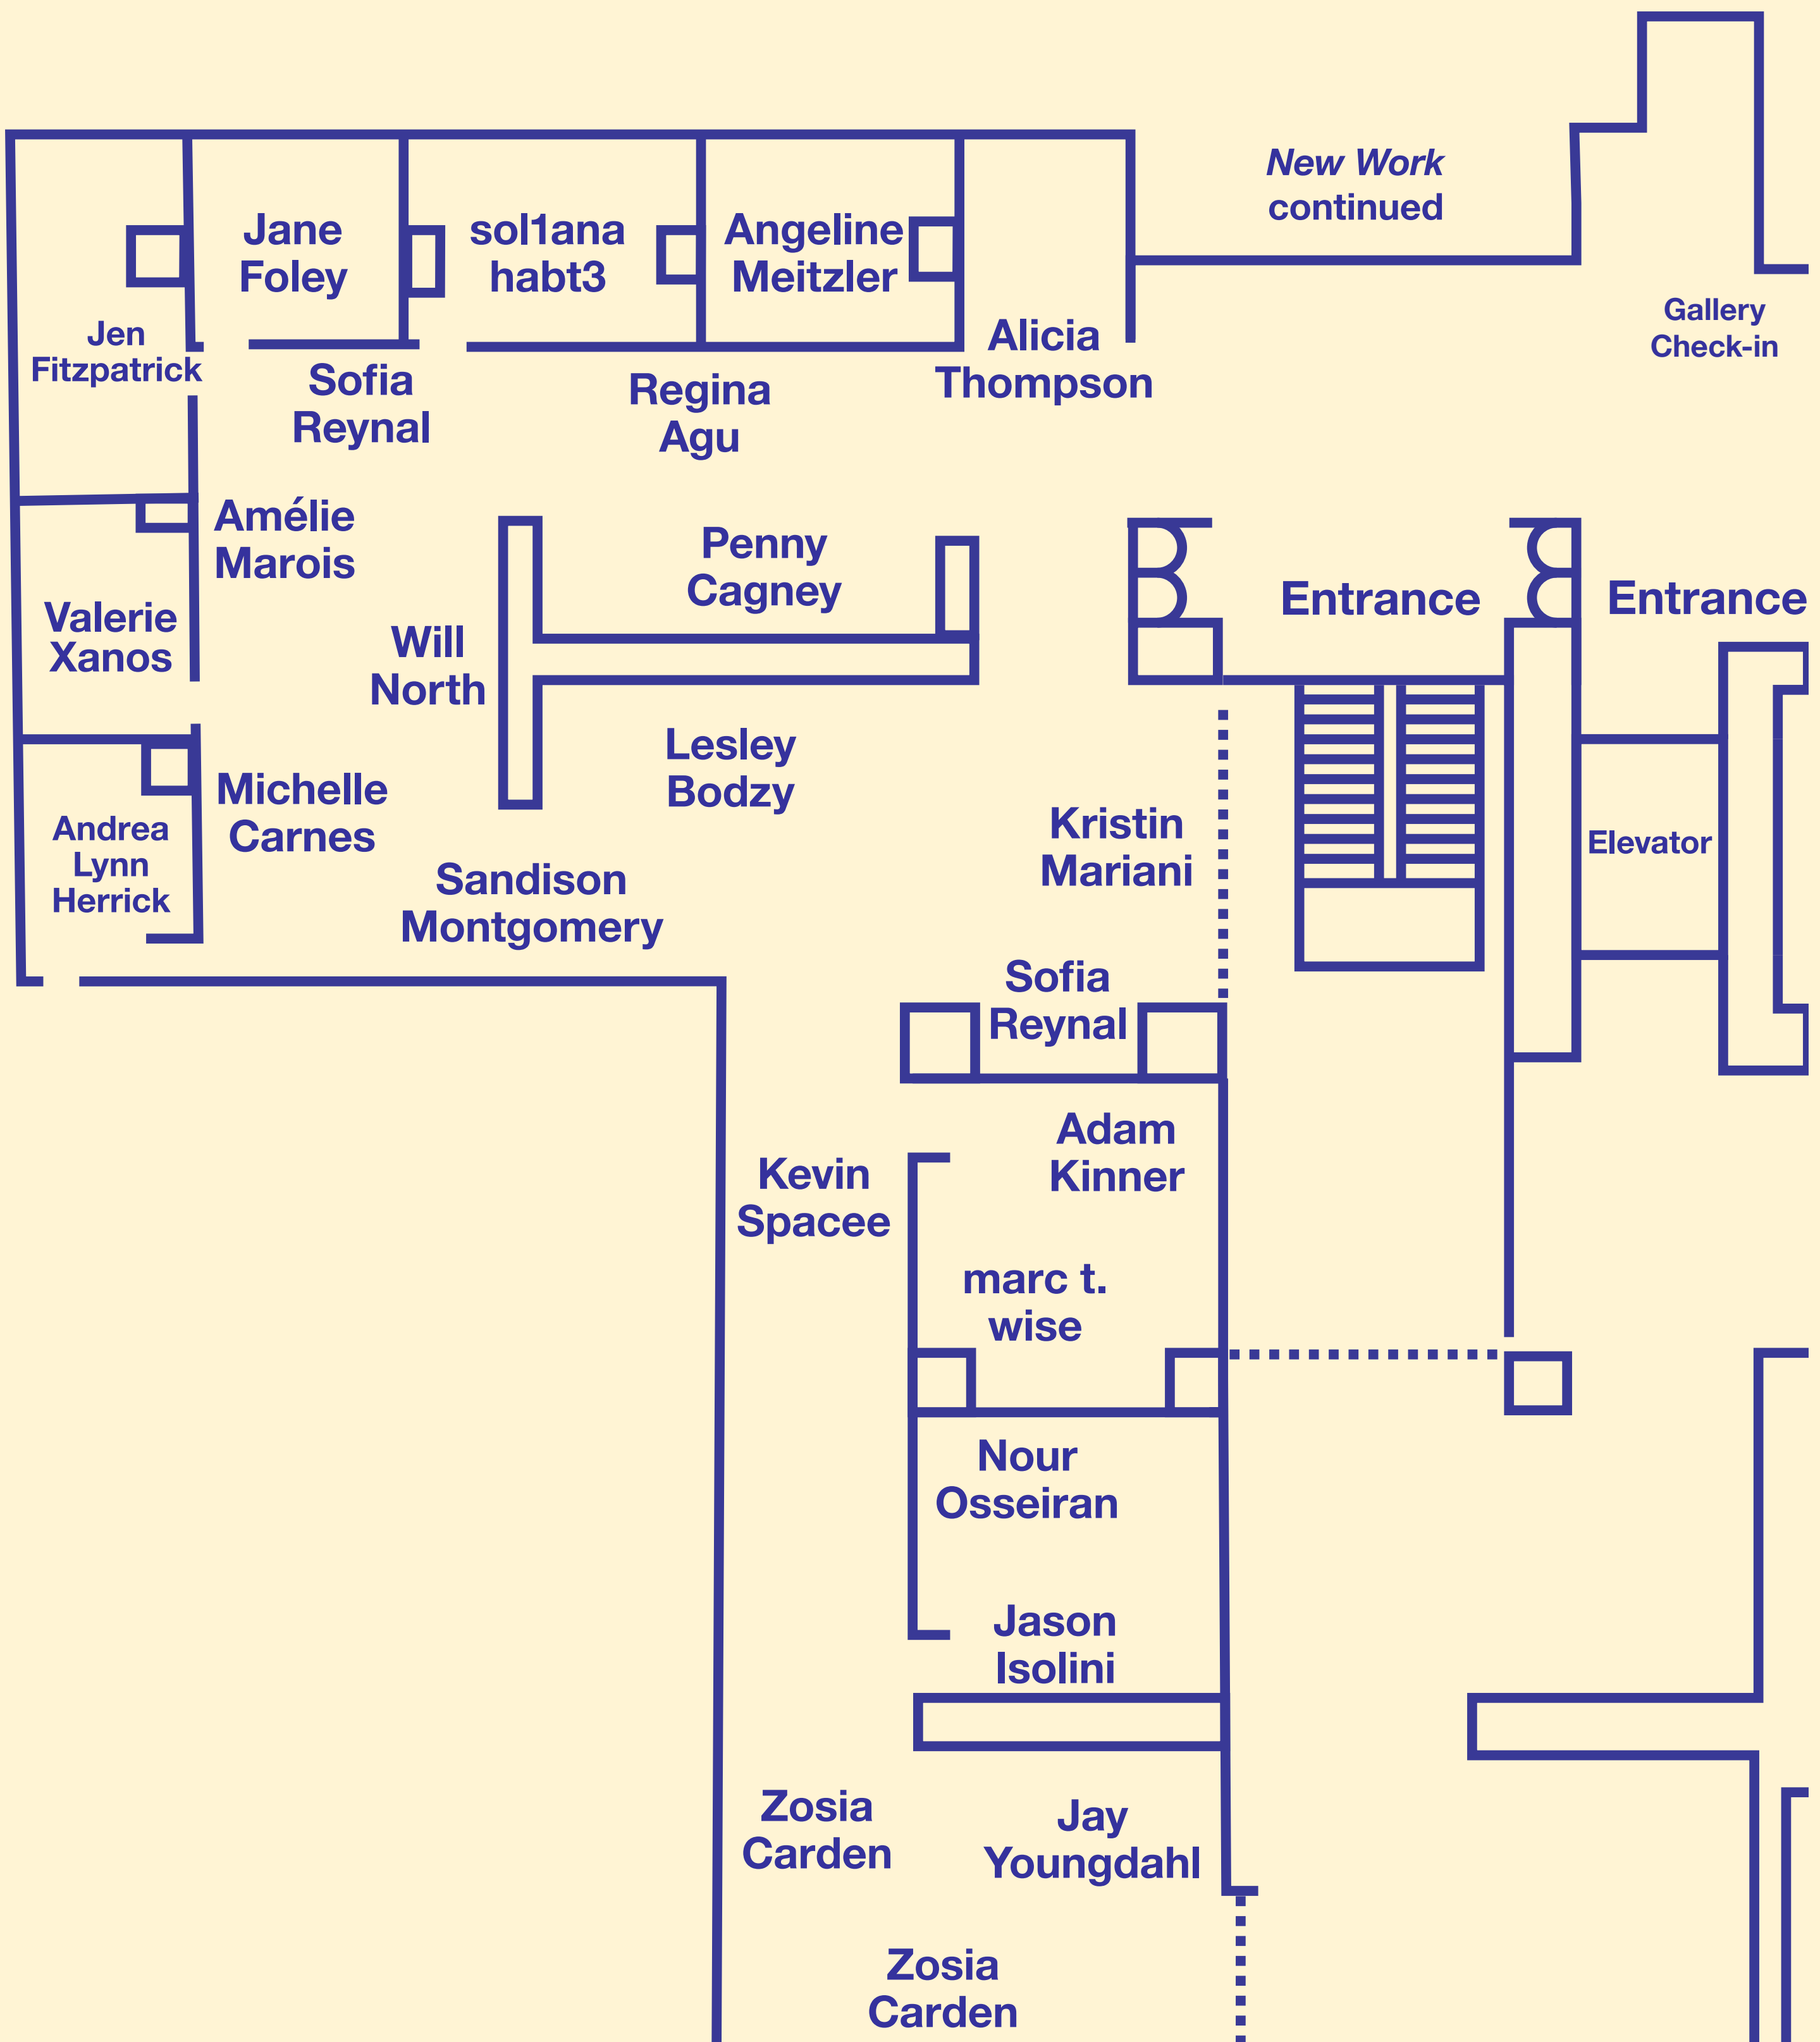 New Work
continued
Jane
Foley
sol1ana
habt3
Angeline
Meitzler
Gallery
Check-in
Jen
Fitzpatrick
Alicia
Thompson
Sofia
Reynal
Regina
Agu
Amélie
Marois
Penny
Cagney
Entrance
Entrance
Valerie
Xanos
Will
North
Lesley
Bodzy
Michelle
Carnes
Kristin
Mariani
Elevator
Andrea
Lynn
Herrick
Sandison
Montgomery
Sofia
Reynal
Adam
Kinner
Kevin
Spacee
marc t.
wise
Nour
Osseiran
Jason
Isolini
Zosia
Carden
Jay
Youngdahl
Zosia
Carden